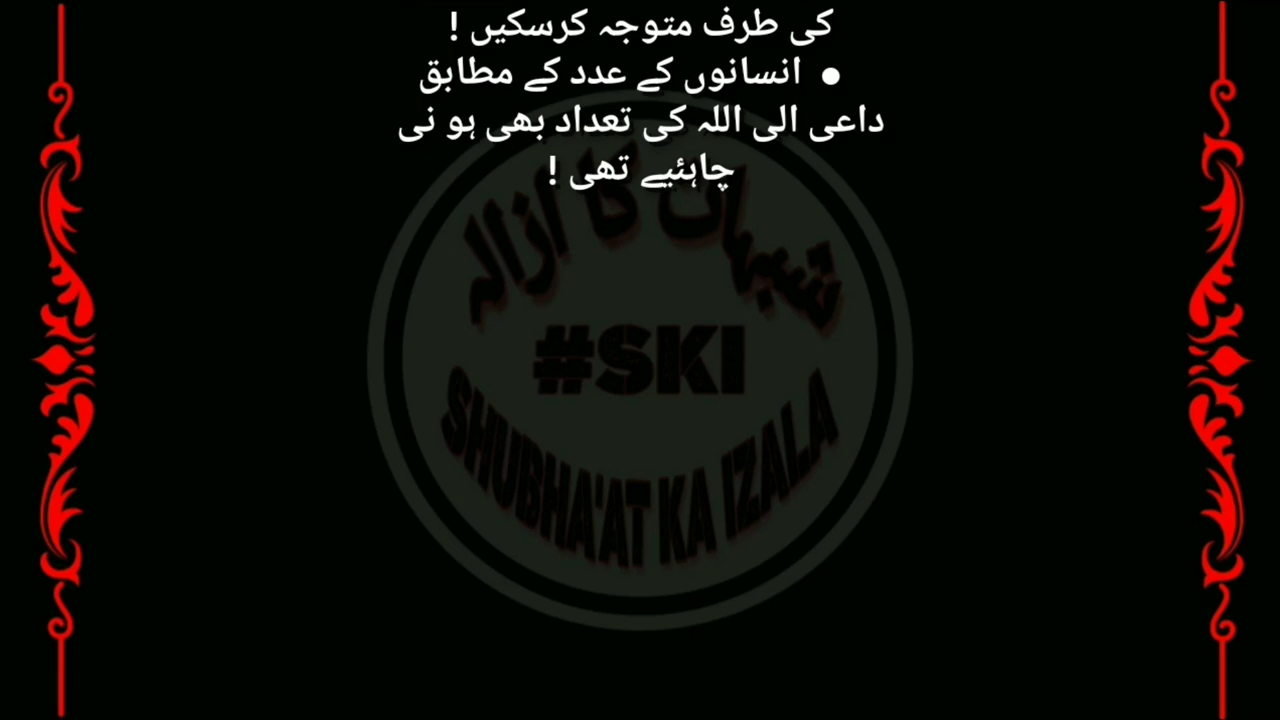 کی طرف متوجہ کرسکیں !
● انسانوں کے عدد کے مطابق
داعی الی اللہ کی تعداد بھی ہو نی
چاہئیے تھی !
شبہات کا ازالہ
#SKI
SHUBHA'AT KA IZALA